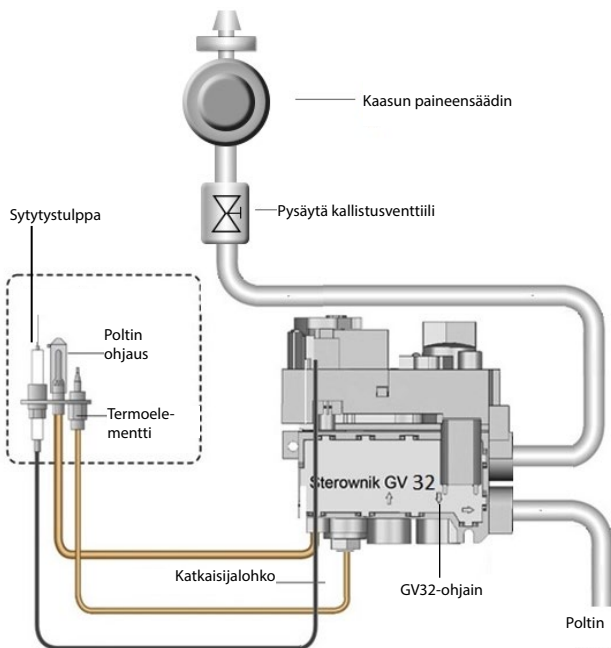 Kaasun paineensäädin
Pysäytä kallistusventtiili
Sytytystulppa
Poltin
ohjaus
Termoele-
mentti
Sterownik GV 32
Katkaisijalohko
GV32-ohjain
Poltin